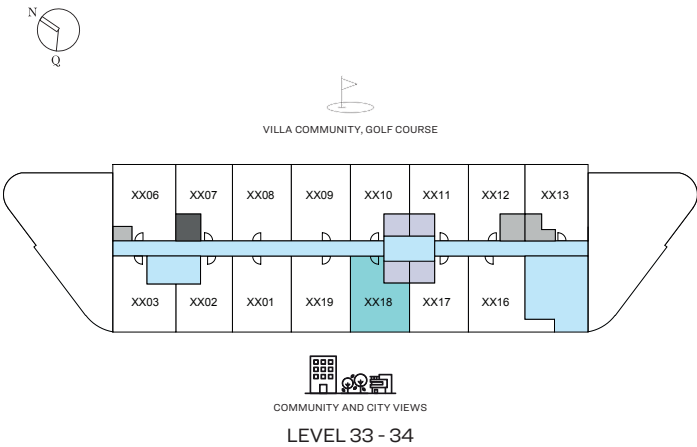 N
Q
VILLA COMMUNITY, GOLF COURSE
XX06 XX07 XX08 XX09 XX10 XX11 XX12 XX13
XX03 XX02 XX01 XX19 XX18 XX17 XX16
COMMUNITY AND CITY VIEWS
LEVEL 33 - 34